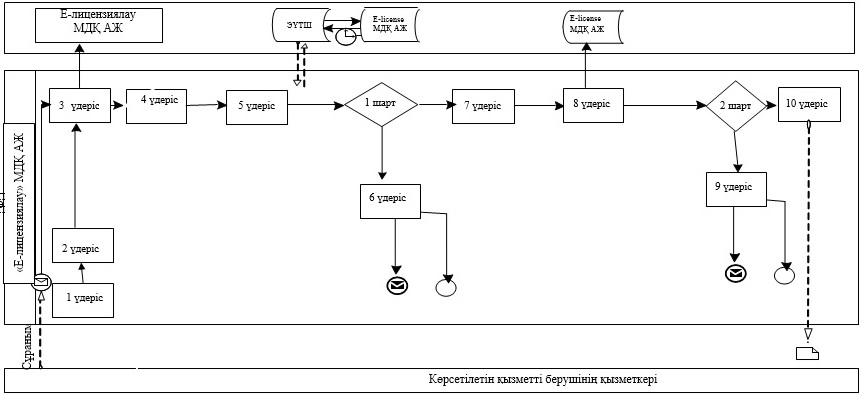 Е-лицензиялау
МДҚ АЖ
ЭҮТШ
E-license
МДҚ АЖ
E-license
МДҚ АЖ
3 үдеріс
4 үдеріс
5 үдеріс
1 шарт
7 үдеріс
8 үдеріс
2 шарт
10 үдеріс
6 үдеріс
9 үдеріс
2 үдеріс
1 үдеріс
«Е-лицензиялау» МДҚ АЖ
Сұраным
Көрсетілетін қызметті берушінің қызметкері